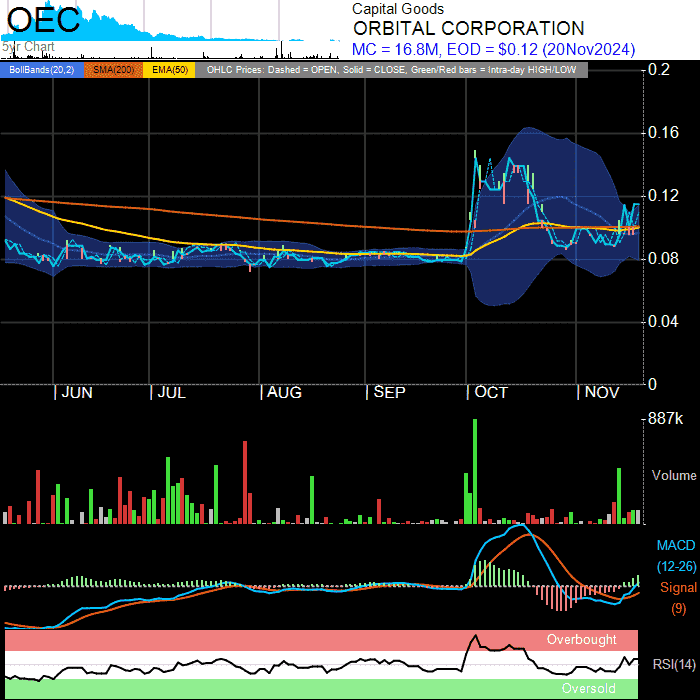 OEC
5yr Chart
Capital Goods
ORBITAL CORPORATION
MC = 16.8M, EOD = $0.12 (20Nov2024)
BollBands(20,2) SMA(200) EMA(50) OHLC Prices: Dashed = OPEN, Solid = CLOSE, Green/Red bars = Intra-day HIGH/LOW
0.2
0.16
0.12
0.08
0.04
0
JUN JUL AUG SEP OCT NOV
887k
Volume
MACD
(12-26)
Signal
(9)
Overbought
RSI(14)
Oversold